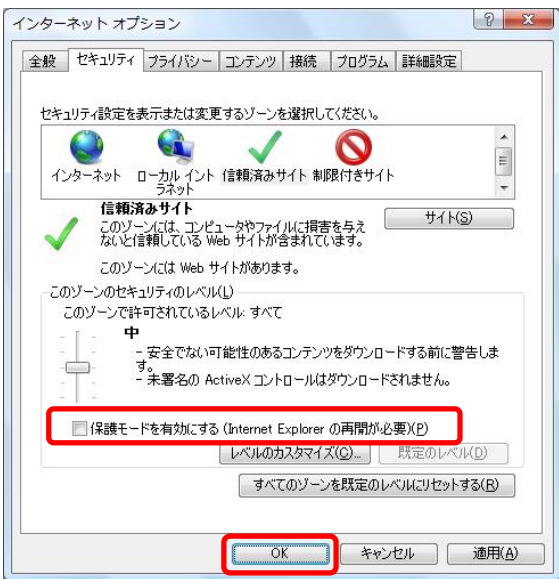 インターネット オプション
全般 セキュリティ プライバシー コンテンツ 接続 プログラム 詳細設定
セキュリティ設定を表示または変更するゾーンを選択してください。
インターネット ローカル イントラネット 信頼済みサイト 制限付きサイト
信頼済みサイト
このゾーンには、コンピュータやファイルに損害を与え
ないと信頼している Web サイトが含まれています。
サイト(S)
このゾーンには Web サイトがあります。
このゾーンのセキュリティのレベル(L)
このゾーンで許可されているレベル: すべて
中
- 安全でない可能性のあるコンテンツをダウンロードする前に警告しま
す。
- 未署名の ActiveX コントロールはダウンロードされません。
保護モードを有効にする (Internet Explorer の再開が必要)(P)
レベルのカスタマイズ(C)... 既定のレベル(D)
すべてのゾーンを既定のレベルにリセットする(R)
OK キャンセル 適用(A)